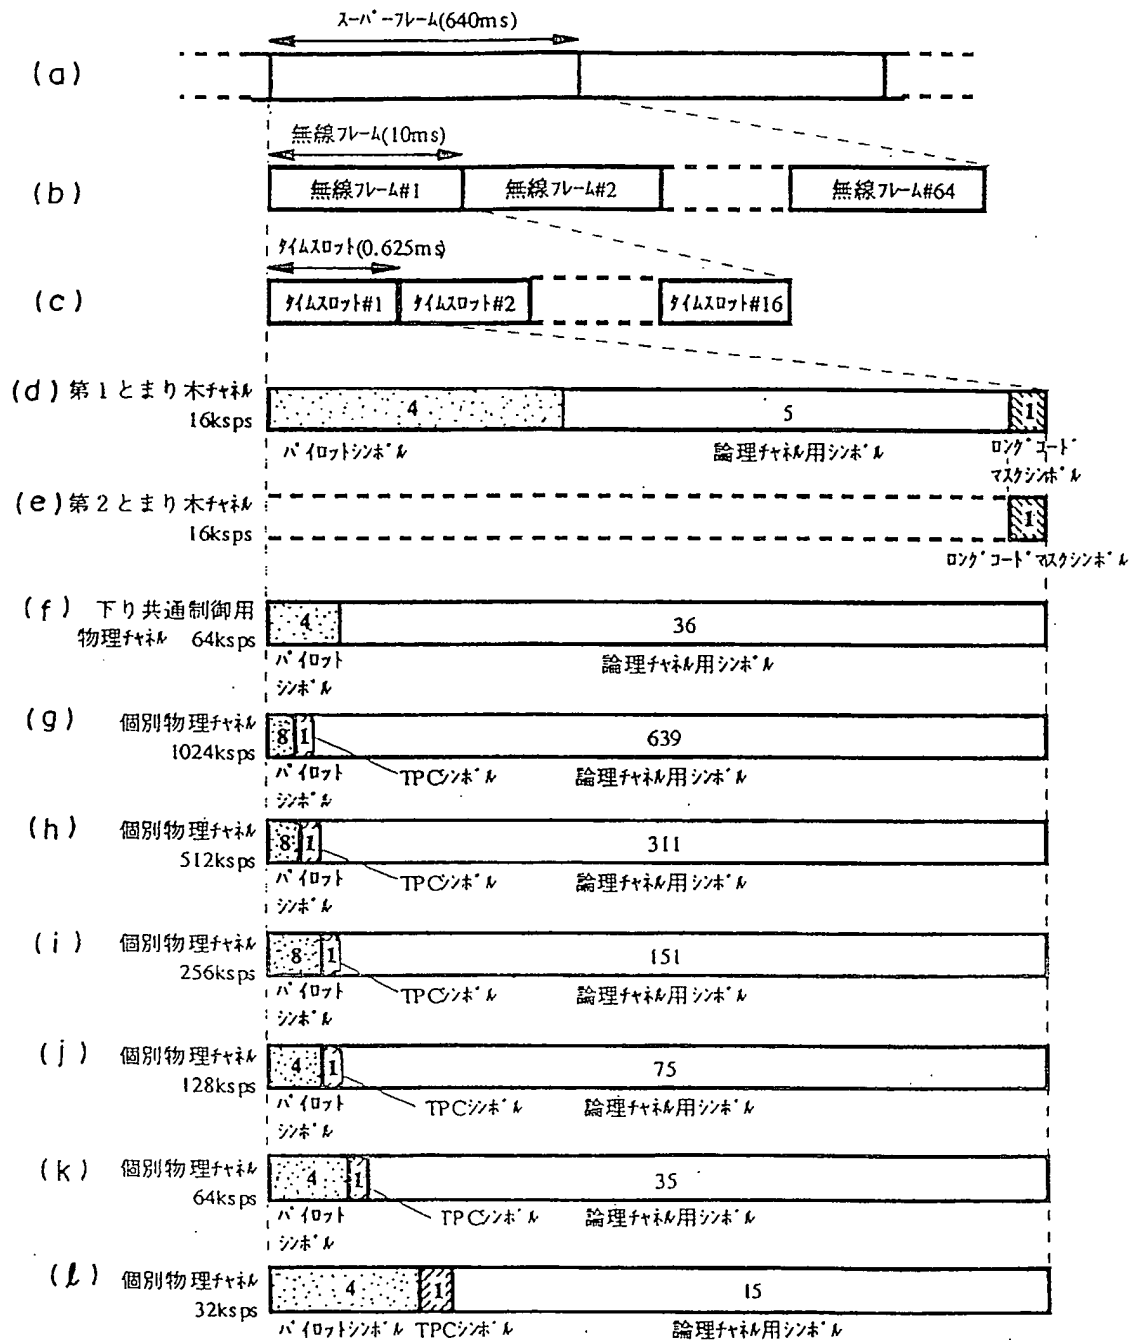 スーパーフレーム(640ms)
(a)
無線フレーム(10ms)
(b) 無線フレーム#1 無線フレーム#2 無線フレーム#64
タイムスロット(0.625ms)
(c) タイムスロット#1 タイムスロット#2 タイムスロット#16
(d) 第1とまり木チャネル
16ksps
4 5 1
パイロットシンボル 論理チャネル用シンボル ロングコード
マスクシンボル
(e) 第2とまり木チャネル
16ksps
1
ロングコードマスクシンボル
(f) 下り共通制御用
物理チャネル 64ksps
4 36
パイロット 論理チャネル用シンボル
シンボル
(g) 個別物理チャネル
1024ksps
8 1 639
パイロット TPCシンボル 論理チャネル用シンボル
シンボル
(h) 個別物理チャネル
512ksps
8 1 311
パイロット TPCシンボル 論理チャネル用シンボル
シンボル
(i) 個別物理チャネル
256ksps
8 1 151
パイロット TPCシンボル 論理チャネル用シンボル
シンボル
(j) 個別物理チャネル
128ksps
4 1 75
パイロット TPCシンボル 論理チャネル用シンボル
シンボル
(k) 個別物理チャネル
64ksps
4 1 35
パイロット TPCシンボル 論理チャネル用シンボル
シンボル
(l) 個別物理チャネル
32ksps
4 1 15
パイロットシンボル TPCシンボル 論理チャネル用シンボル